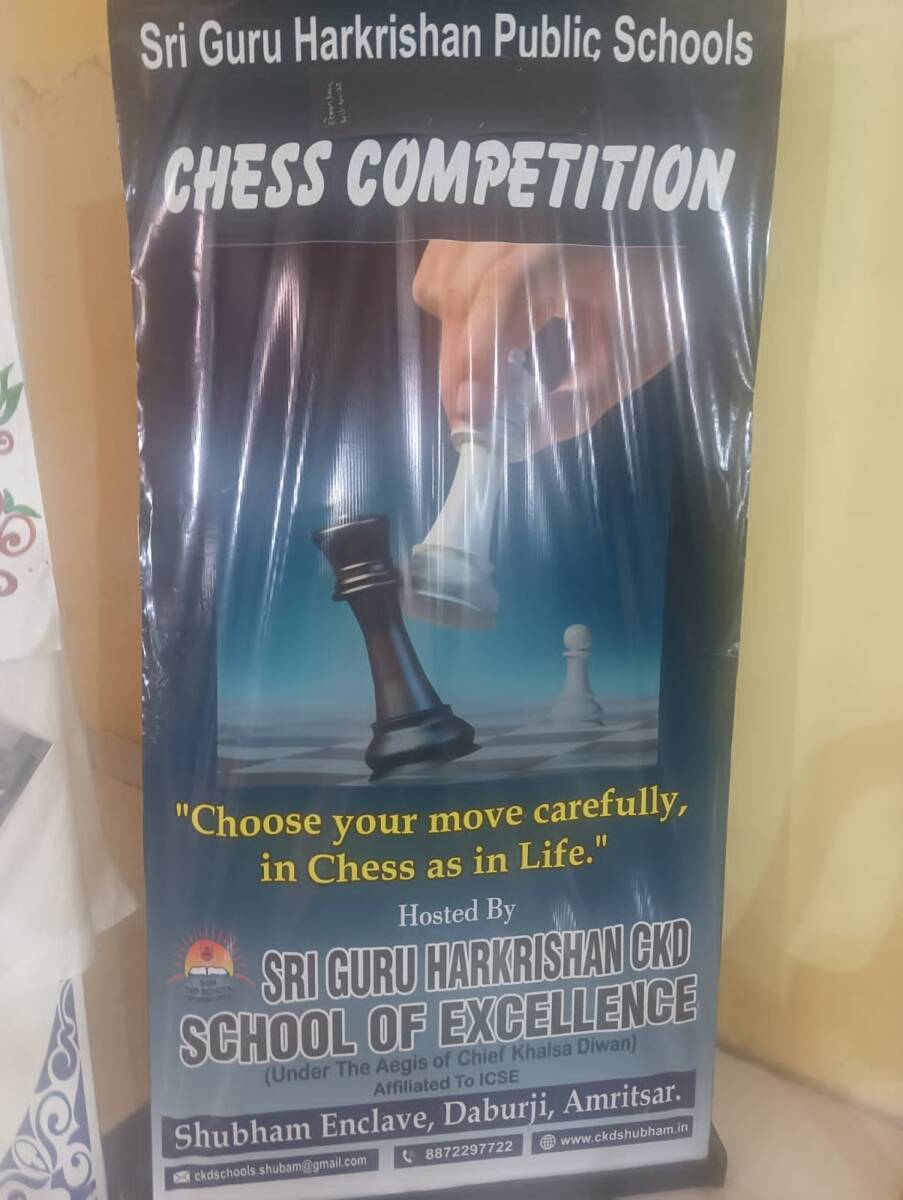 Sri Guru Harkrishan Public Schools
CHESS COMPETITION
"Choose your move carefully,
in Chess as in Life."
Hosted By
SRI GURU HARKRISHAN CKD
SCHOOL OF EXCELLENCE
(Under The Aegis of Chief Khalsa Diwan)
Affiliated To ICSE
Shubham Enclave, Daburji, Amritsar.
ckdschools.shubam@gmail.com
8872297722
www.ckdshubham.in